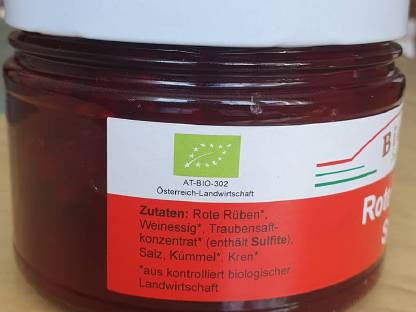 AT-BIO-302
Österreich-Landwirtschaft
Zutaten: Rote Rüben*,
Weinessig*, Traubensaft-
konzentrat* (enthält Sulfite),
Salz, Kümmel*, Kren*
*aus kontrolliert biologischer
Landwirtschaft
B
Rote
S